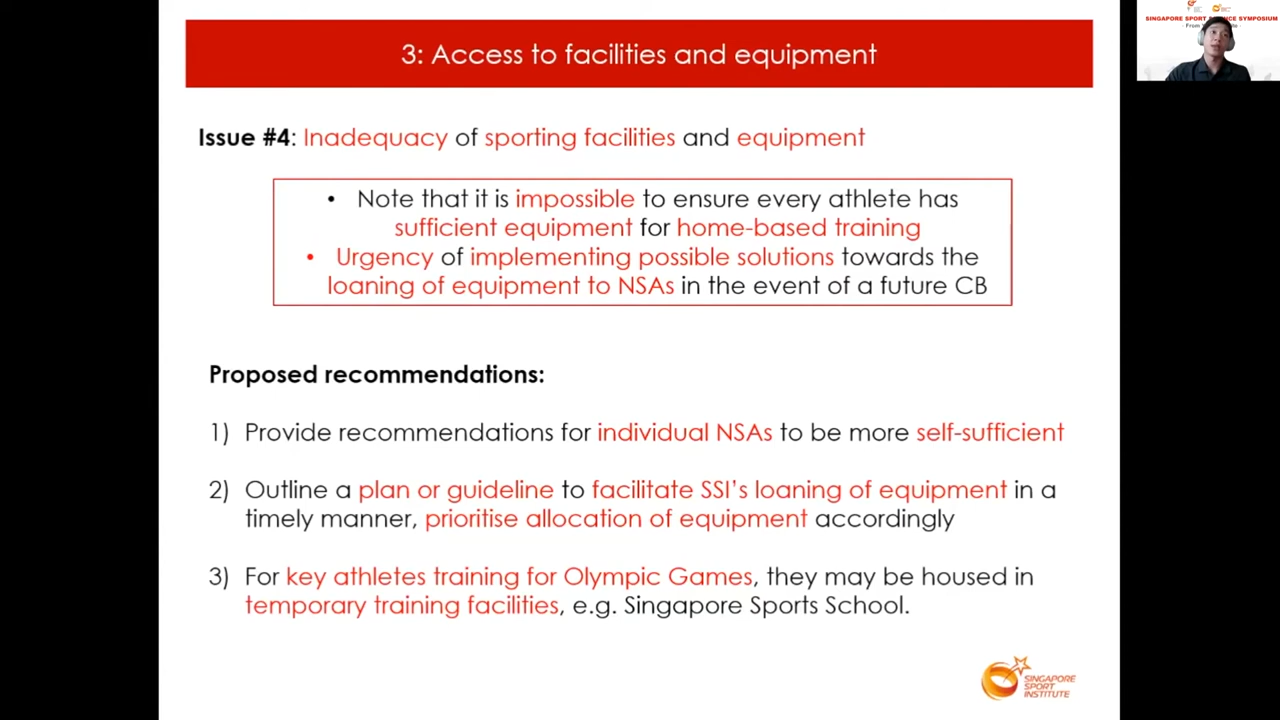 3: Access to facilities and equipment
SINGAPORE SPORT SCIENCE SYMPOSIUM
Issue #4: Inadequacy of sporting facilities and equipment
• Note that it is impossible to ensure every athlete has
sufficient equipment for home-based training
• Urgency of implementing possible solutions towards the
loaning of equipment to NSAs in the event of a future CB
Proposed recommendations:
1) Provide recommendations for individual NSAs to be more self-sufficient
2) Outline a plan or guideline to facilitate SSI's loaning of equipment in a
timely manner, prioritise allocation of equipment accordingly
3) For key athletes training for Olympic Games, they may be housed in
temporary training facilities, e.g. Singapore Sports School.
SINGAPORE
SPORT
INSTITUTE